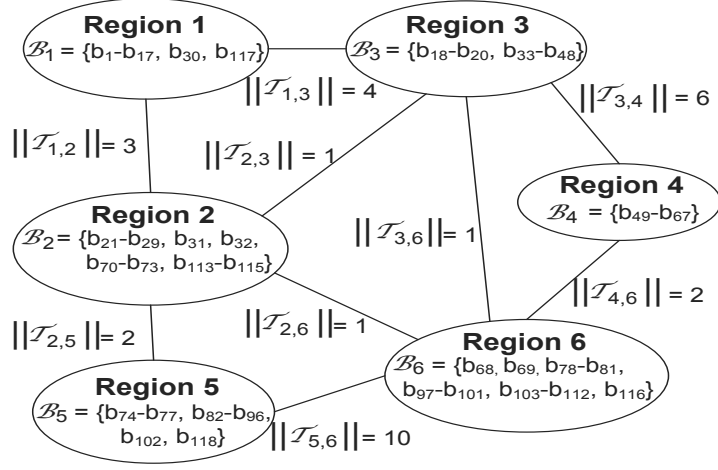 Region 1
ℬ₁ = {b₁-b₁₇, b₃₀, b₁₁₇}
Region 3
ℬ₃ = {b₁₈-b₂₀, b₃₃-b₄₈}
||𝒯₁,₃|| = 4
||𝒯₃,₄|| = 6
||𝒯₁,₂|| = 3
||𝒯₂,₃|| = 1
Region 4
ℬ₄ = {b₄₉-b₆₇}
Region 2
ℬ₂ = {b₂₁-b₂₉, b₃₁, b₃₂,
b₇₀-b₇₃, b₁₁₃-b₁₁₅}
||𝒯₃,₆|| = 1
||𝒯₄,₆|| = 2
||𝒯₂,₅|| = 2
||𝒯₂,₆|| = 1
Region 6
ℬ₆ = {b₆₈, b₆₉, b₇₈-b₈₁,
b₉₇-b₁₀₁, b₁₀₃-b₁₁₂, b₁₁₆}
Region 5
ℬ₅ = {b₇₄-b₇₇, b₈₂-b₉₆,
b₁₀₂, b₁₁₈}
||𝒯₅,₆|| = 10